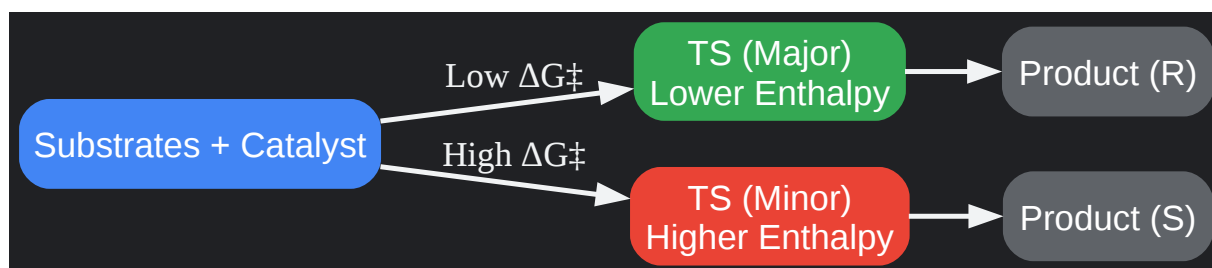 Substrates + Catalyst
Low ΔG‡
High ΔG‡
TS (Major)
Lower Enthalpy
TS (Minor)
Higher Enthalpy
Product (R)
Product (S)